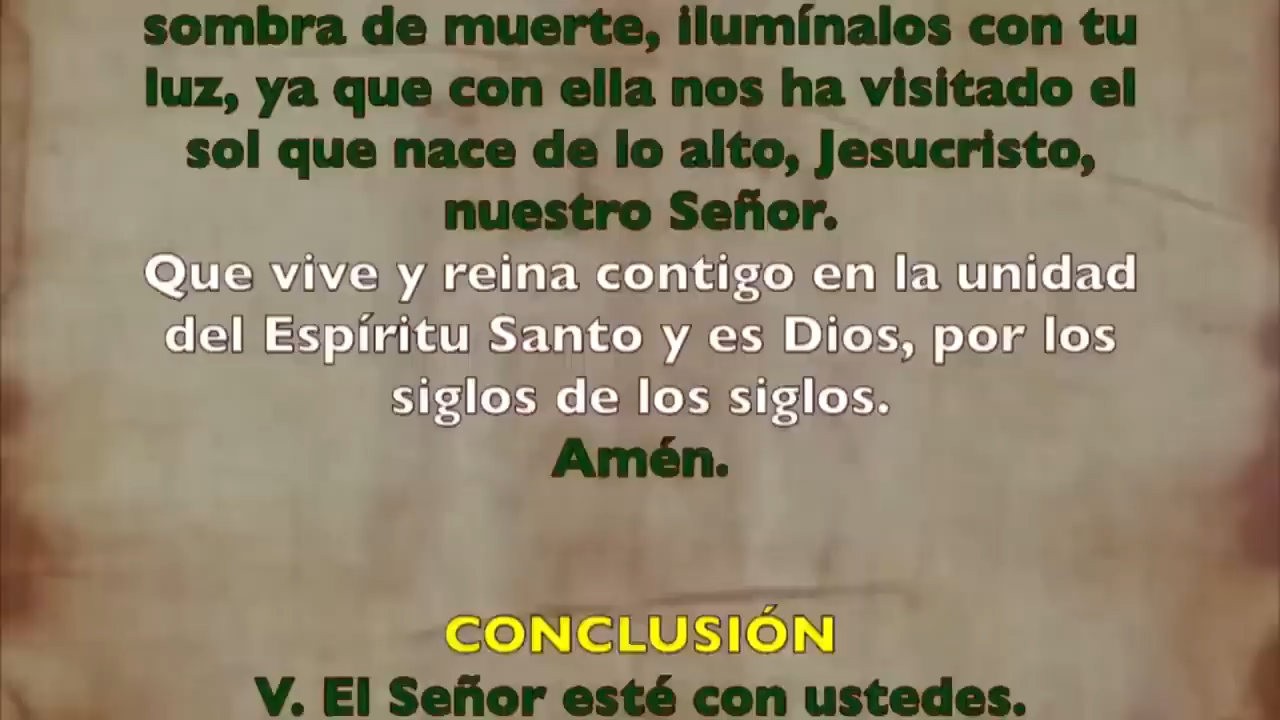 sombra de muerte, ilumínalos con tu
luz, ya que con ella nos ha visitado el
sol que nace de lo alto, Jesucristo,
nuestro Señor.
Que vive y reina contigo en la unidad
del Espíritu Santo y es Dios, por los
siglos de los siglos.
Amén.
CONCLUSIÓN
V. El Señor esté con ustedes.